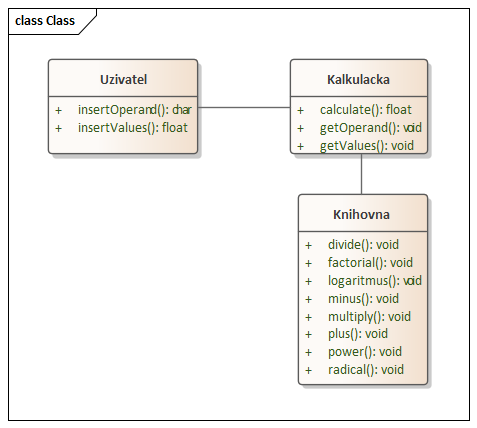 class Class
Uzivatel
+ insertOperand(): char
+ insertValues(): float
Kalkulacka
+ calculate(): float
+ getOperand(): void
+ getValues(): void
Knihovna
+ divide(): void
+ factorial(): void
+ logaritmus(): void
+ minus(): void
+ multiply(): void
+ plus(): void
+ power(): void
+ radical(): void